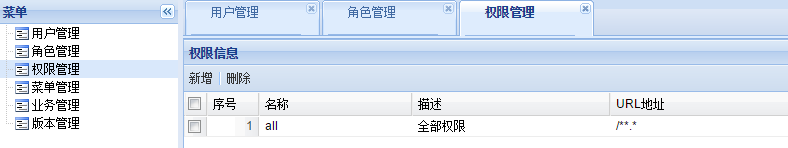 菜单
用户管理
角色管理
权限管理
菜单管理
业务管理
版本管理
用户管理 角色管理 权限管理
权限信息
新增 删除
序号 名称 描述 URL地址
1 all 全部权限 /**.*